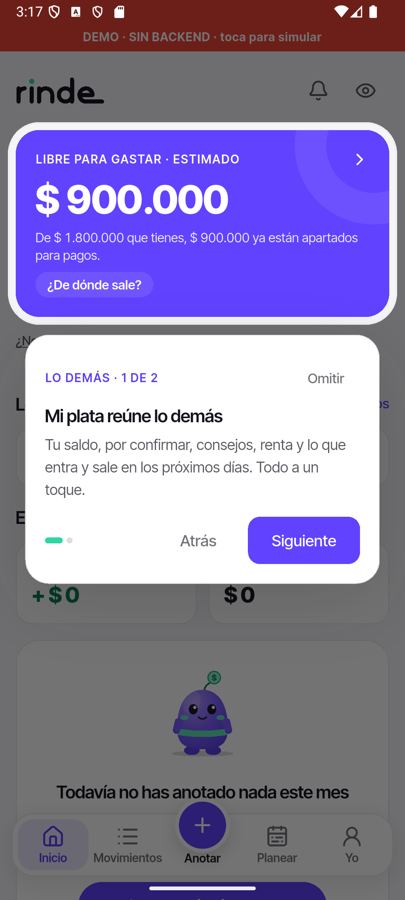 3:17
DEMO · SIN BACKEND · toca para simular
rinde
LIBRE PARA GASTAR · ESTIMADO
$ 900.000
De $ 1.800.000 que tienes, $ 900.000 ya están apartados
para pagos.
¿De dónde sale?
LO DEMÁS · 1 DE 2
Omitir
Mi plata reúne lo demás
Tu saldo, por confirmar, consejos, renta y lo que
entra y sale en los próximos días. Todo a un
toque.
Atrás
Siguiente
+$0
$0
Todavía no has anotado nada este mes
Inicio
Movimientos
Anotar
Planear
Yo